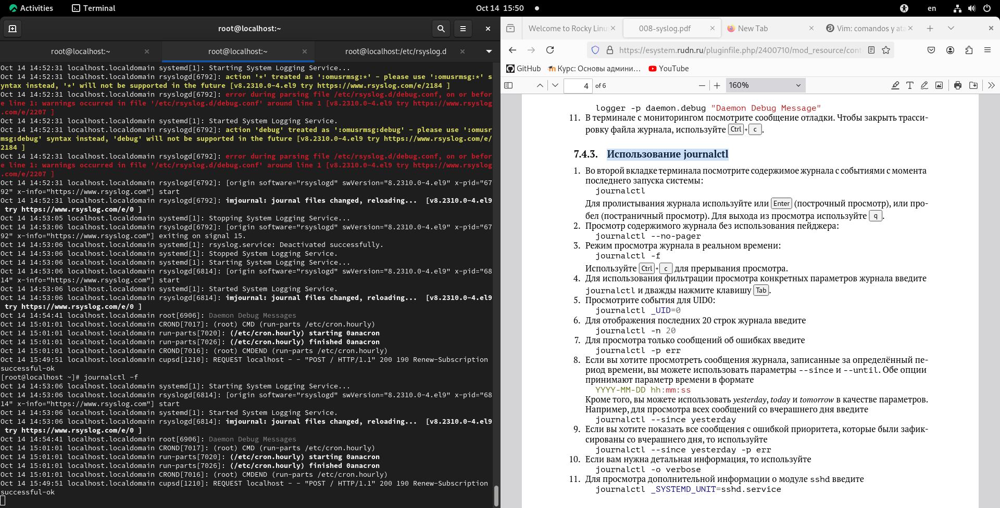 Activities
Terminal
Oct 14 15:50
en
root@localhost:~
root@localhost:~
root@localhost:~
root@localhost:/etc/rsyslog.d
Oct 14 14:52:31 localhost.localdomain systemd[1]: Starting System Logging Service...
Oct 14 14:52:31 localhost.localdomain rsyslogd[6792]: action '*' treated as ':omusrmsg:*' - please use ':omusrmsg:*' s
yntax instead, '*' will not be supported in the future [v8.2310.0-4.el9 try https://www.rsyslog.com/e/2184 ]
Oct 14 14:52:31 localhost.localdomain rsyslogd[6792]: error during parsing file /etc/rsyslog.d/debug.conf, on or befor
e line 1: warnings occurred in file '/etc/rsyslog.d/debug.conf' around line 1 [v8.2310.0-4.el9 try https://www.rsyslog
.com/e/2207 ]
Oct 14 14:52:31 localhost.localdomain systemd[1]: Started System Logging Service.
Oct 14 14:52:31 localhost.localdomain rsyslogd[6792]: action 'debug' treated as ':omusrmsg:debug' - please use ':omusr
msg:debug' syntax instead, 'debug' will not be supported in the future [v8.2310.0-4.el9 try https://www.rsyslog.com/e/
2184 ]
Oct 14 14:52:31 localhost.localdomain rsyslogd[6792]: error during parsing file /etc/rsyslog.d/debug.conf, on or befor
e line 1: warnings occurred in file '/etc/rsyslog.d/debug.conf' around line 1 [v8.2310.0-4.el9 try https://www.rsyslog
.com/e/2207 ]
Oct 14 14:52:31 localhost.localdomain rsyslogd[6792]: [origin software="rsyslogd" swVersion="8.2310.0-4.el9" x-pid="67
92" x-info="https://www.rsyslog.com"] start
Oct 14 14:52:31 localhost.localdomain rsyslogd[6792]: imjournal: journal files changed, reloading... [v8.2310.0-4.el9
try https://www.rsyslog.com/e/0 ]
Oct 14 14:53:05 localhost.localdomain systemd[1]: Stopping System Logging Service...
Oct 14 14:53:06 localhost.localdomain rsyslogd[6792]: [origin software="rsyslogd" swVersion="8.2310.0-4.el9" x-pid="67
92" x-info="https://www.rsyslog.com"] exiting on signal 15.
Oct 14 14:53:06 localhost.localdomain systemd[1]: rsyslog.service: Deactivated successfully.
Oct 14 14:53:06 localhost.localdomain systemd[1]: Stopped System Logging Service.
Oct 14 14:53:06 localhost.localdomain systemd[1]: Starting System Logging Service...
Oct 14 14:53:06 localhost.localdomain rsyslogd[6814]: [origin software="rsyslogd" swVersion="8.2310.0-4.el9" x-pid="68
14" x-info="https://www.rsyslog.com"] start
Oct 14 14:53:06 localhost.localdomain systemd[1]: Started System Logging Service.
Oct 14 14:53:06 localhost.localdomain rsyslogd[6814]: imjournal: journal files changed, reloading... [v8.2310.0-4.el9
try https://www.rsyslog.com/e/0 ]
Oct 14 14:54:41 localhost.localdomain root[6906]: Daemon Debug Messages
Oct 14 15:01:01 localhost.localdomain CROND[7017]: (root) CMD (run-parts /etc/cron.hourly)
Oct 14 15:01:01 localhost.localdomain run-parts[7020]: (/etc/cron.hourly) starting 0anacron
Oct 14 15:01:01 localhost.localdomain run-parts[7026]: (/etc/cron.hourly) finished 0anacron
Oct 14 15:01:01 localhost.localdomain CROND[7016]: (root) CMDEND (run-parts /etc/cron.hourly)
Oct 14 15:49:51 localhost.localdomain cupsd[1210]: REQUEST localhost - - "POST / HTTP/1.1" 200 190 Renew-Subscription
successful-ok
[root@localhost ~]# journalctl -f
Oct 14 14:53:06 localhost.localdomain systemd[1]: Starting System Logging Service...
Oct 14 14:53:06 localhost.localdomain rsyslogd[6814]: [origin software="rsyslogd" swVersion="8.2310.0-4.el9" x-pid="68
14" x-info="https://www.rsyslog.com"] start
Oct 14 14:53:06 localhost.localdomain systemd[1]: Started System Logging Service.
Oct 14 14:53:06 localhost.localdomain rsyslogd[6814]: imjournal: journal files changed, reloading... [v8.2310.0-4.el9
try https://www.rsyslog.com/e/0 ]
Oct 14 14:54:41 localhost.localdomain root[6906]: Daemon Debug Messages
Oct 14 15:01:01 localhost.localdomain CROND[7017]: (root) CMD (run-parts /etc/cron.hourly)
Oct 14 15:01:01 localhost.localdomain run-parts[7020]: (/etc/cron.hourly) starting 0anacron
Oct 14 15:01:01 localhost.localdomain run-parts[7026]: (/etc/cron.hourly) finished 0anacron
Oct 14 15:01:01 localhost.localdomain CROND[7016]: (root) CMDEND (run-parts /etc/cron.hourly)
Oct 14 15:49:51 localhost.localdomain cupsd[1210]: REQUEST localhost - - "POST / HTTP/1.1" 200 190 Renew-Subscription
successful-ok
Welcome to Rocky Linu
008-syslog.pdf
New Tab
Vim: comandos y ata
https://esystem.rudn.ru/pluginfile.php/2400710/mod_resource/cont
GitHub
Курс: Основы админи…
YouTube
4 of 6
160%
logger -p daemon.debug "Daemon Debug Message"
11. В терминале с мониторингом посмотрите сообщение отладки. Чтобы закрыть трасси-
ровку файла журнала, используйте Ctrl + c .
7.4.3. Использование journalctl
1. Во второй вкладке терминала посмотрите содержимое журнала с событиями с момента
последнего запуска системы:
journalctl
Для пролистывания журнала используйте или Enter (построчный просмотр), или про-
бел (постраничный просмотр). Для выхода из просмотра используйте q .
2. Просмотр содержимого журнала без использования пейджера:
journalctl --no-pager
3. Режим просмотра журнала в реальном времени:
journalctl -f
Используйте Ctrl + c для прерывания просмотра.
4. Для использования фильтрации просмотра конкретных параметров журнала введите
journalctl и дважды нажмите клавишу Tab .
5. Просмотрите события для UID0:
journalctl _UID=0
6. Для отображения последних 20 строк журнала введите
journalctl -n 20
7. Для просмотра только сообщений об ошибках введите
journalctl -p err
8. Если вы хотите просмотреть сообщения журнала, записанные за определённый пе-
риод времени, вы можете использовать параметры --since и --until. Обе опции
принимают параметр времени в формате
YYYY-MM-DD hh:mm:ss
Кроме того, вы можете использовать yesterday, today и tomorrow в качестве параметров.
Например, для просмотра всех сообщений со вчерашнего дня введите
journalctl --since yesterday
9. Если вы хотите показать все сообщения с ошибкой приоритета, которые были зафик-
сированы со вчерашнего дня, то используйте
journalctl --since yesterday -p err
10. Если вам нужна детальная информация, то используйте
journalctl -o verbose
11. Для просмотра дополнительной информации о модуле sshd введите
journalctl _SYSTEMD_UNIT=sshd.service